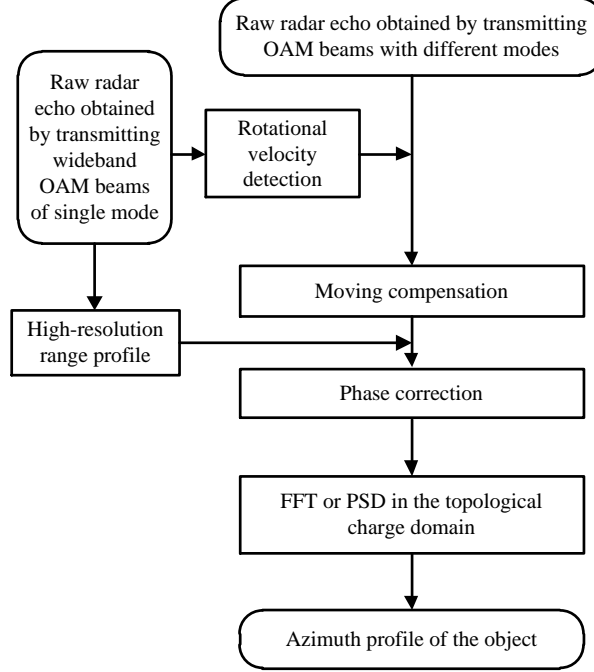 Raw radar echo obtained by transmitting
OAM beams with different modes
Raw radar
echo obtained
by transmitting
wideband
OAM beams
of single mode
Rotational
velocity
detection
Moving compensation
High-resolution
range profile
Phase correction
FFT or PSD in the topological
charge domain
Azimuth profile of the object